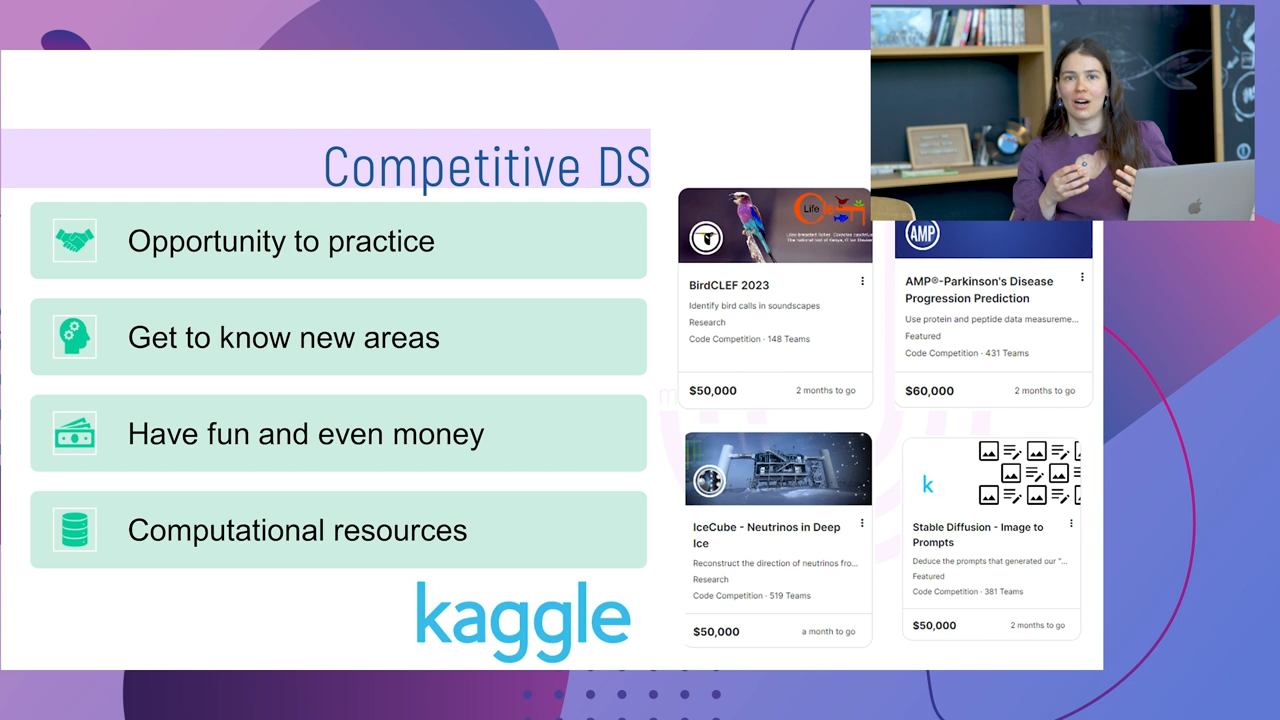 Competitive DS
Opportunity to practice
Get to know new areas
Have fun and even money
Computational resources
kaggle
Life
BirdCLEF 2023
Identify bird calls in soundscapes
Research
Code Competition · 148 Teams
$50,000 2 months to go
AMP
AMP®-Parkinson's Disease
Progression Prediction
Use protein and peptide data measureme...
Featured
Code Competition · 431 Teams
$60,000 2 months to go
IceCube - Neutrinos in Deep
Ice
Reconstruct the direction of neutrinos fro...
Research
Code Competition · 519 Teams
$50,000 a month to go
k
Stable Diffusion - Image to
Prompts
Deduce the prompts that generated our "...
Featured
Code Competition · 381 Teams
$50,000 2 months to go